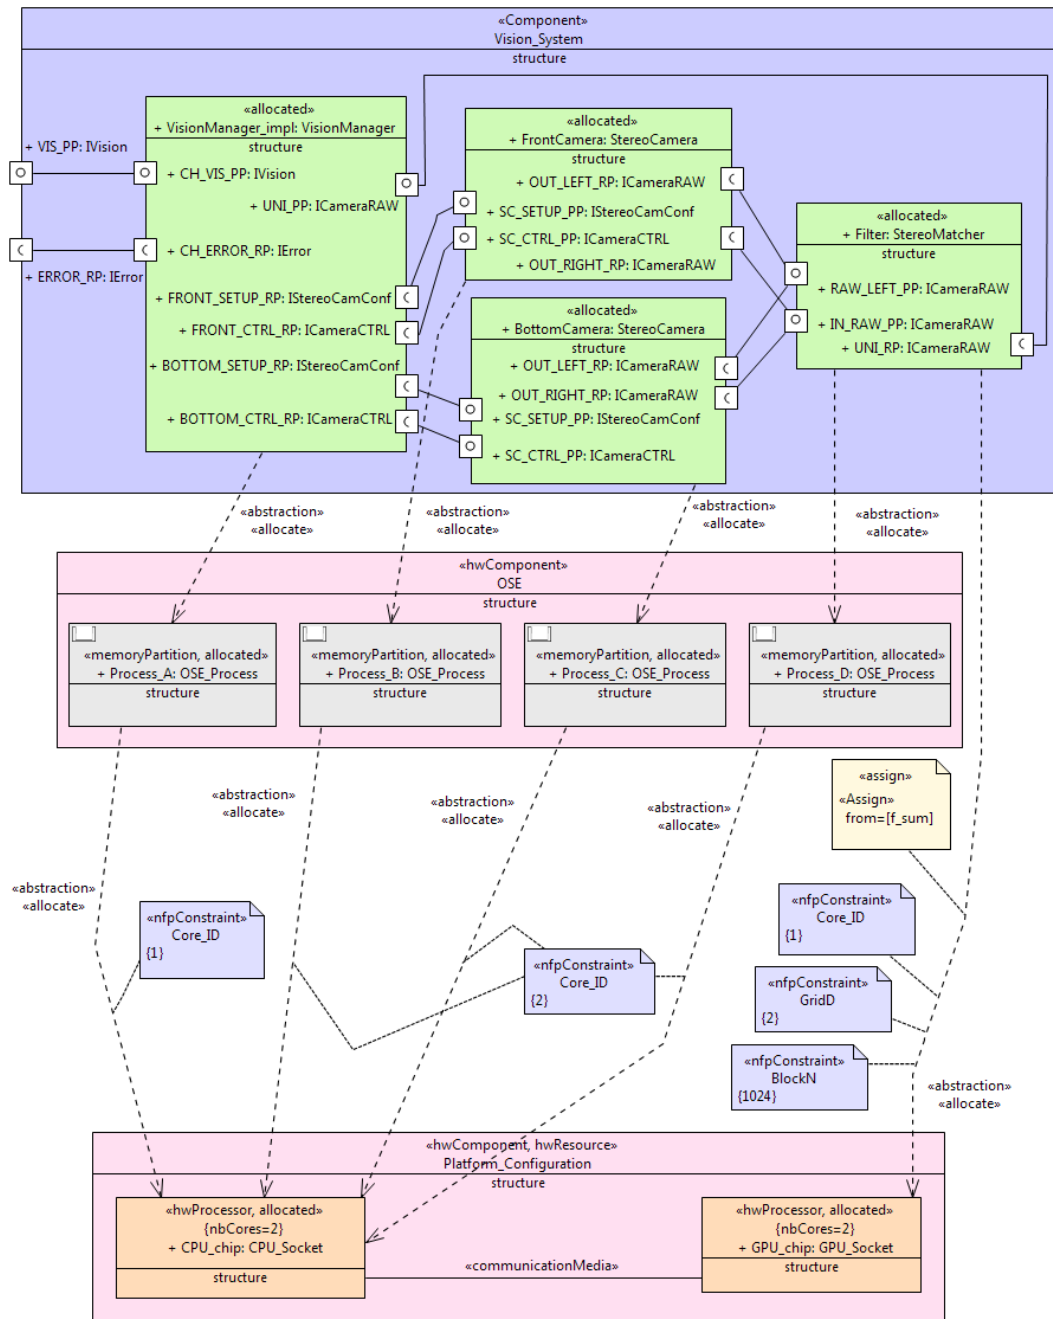 «Component»
Vision_System
structure
+ VIS_PP: IVision
+ ERROR_RP: IError
«allocated»
+ VisionManager_impl: VisionManager
structure
+ CH_VIS_PP: IVision
+ UNI_PP: ICameraRAW
+ CH_ERROR_RP: IError
+ FRONT_SETUP_RP: IStereoCamConf
+ FRONT_CTRL_RP: ICameraCTRL
+ BOTTOM_SETUP_RP: IStereoCamConf
+ BOTTOM_CTRL_RP: ICameraCTRL
«allocated»
+ FrontCamera: StereoCamera
structure
+ OUT_LEFT_RP: ICameraRAW
+ SC_SETUP_PP: IStereoCamConf
+ SC_CTRL_PP: ICameraCTRL
+ OUT_RIGHT_RP: ICameraRAW
«allocated»
+ BottomCamera: StereoCamera
structure
+ OUT_LEFT_RP: ICameraRAW
+ OUT_RIGHT_RP: ICameraRAW
+ SC_SETUP_PP: IStereoCamConf
+ SC_CTRL_PP: ICameraCTRL
«allocated»
+ Filter: StereoMatcher
structure
+ RAW_LEFT_PP: ICameraRAW
+ IN_RAW_PP: ICameraRAW
+ UNI_RP: ICameraRAW
«abstraction»
«allocate»
«abstraction»
«allocate»
«abstraction»
«allocate»
«abstraction»
«allocate»
«hwComponent»
OSE
structure
«memoryPartition, allocated»
+ Process_A: OSE_Process
structure
«memoryPartition, allocated»
+ Process_B: OSE_Process
structure
«memoryPartition, allocated»
+ Process_C: OSE_Process
structure
«memoryPartition, allocated»
+ Process_D: OSE_Process
structure
«abstraction»
«allocate»
«abstraction»
«allocate»
«abstraction»
«allocate»
«abstraction»
«allocate»
«assign»
«Assign»
from=[f_sum]
«nfpConstraint»
Core_ID
{1}
«nfpConstraint»
Core_ID
{2}
«nfpConstraint»
Core_ID
{1}
«nfpConstraint»
GridD
{2}
«nfpConstraint»
BlockN
{1024}
«abstraction»
«allocate»
«hwComponent, hwResource»
Platform_Configuration
structure
«hwProcessor, allocated»
{nbCores=2}
+ CPU_chip: CPU_Socket
structure
«communicationMedia»
«hwProcessor, allocated»
{nbCores=2}
+ GPU_chip: GPU_Socket
structure